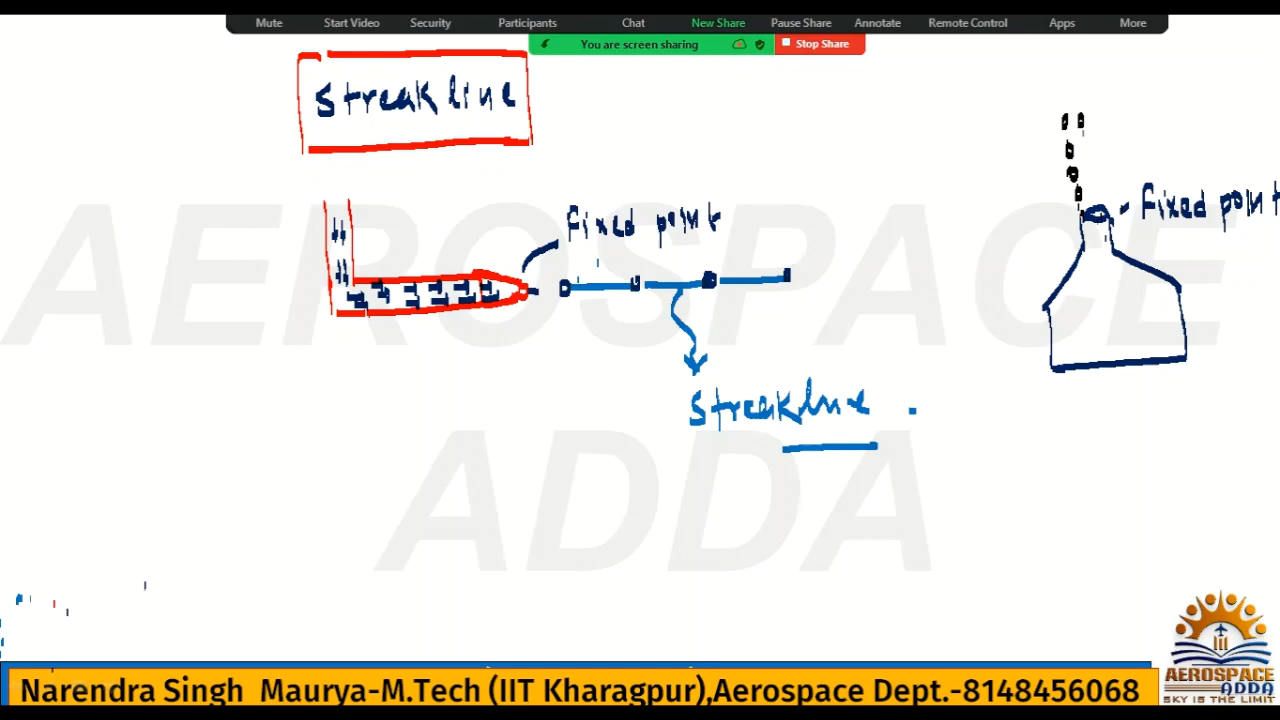 Mute Start Video Security Participants Chat New Share Pause Share Annotate Remote Control Apps More
You are screen sharing Stop Share
Streakline
Fixed point
Fixed point
Streakline .
AEROSPACE
ADDA
Narendra Singh Maurya-M.Tech (IIT Kharagpur),Aerospace Dept.-8148456068
AEROSPACE
ADDA
SKY IS THE LIMIT